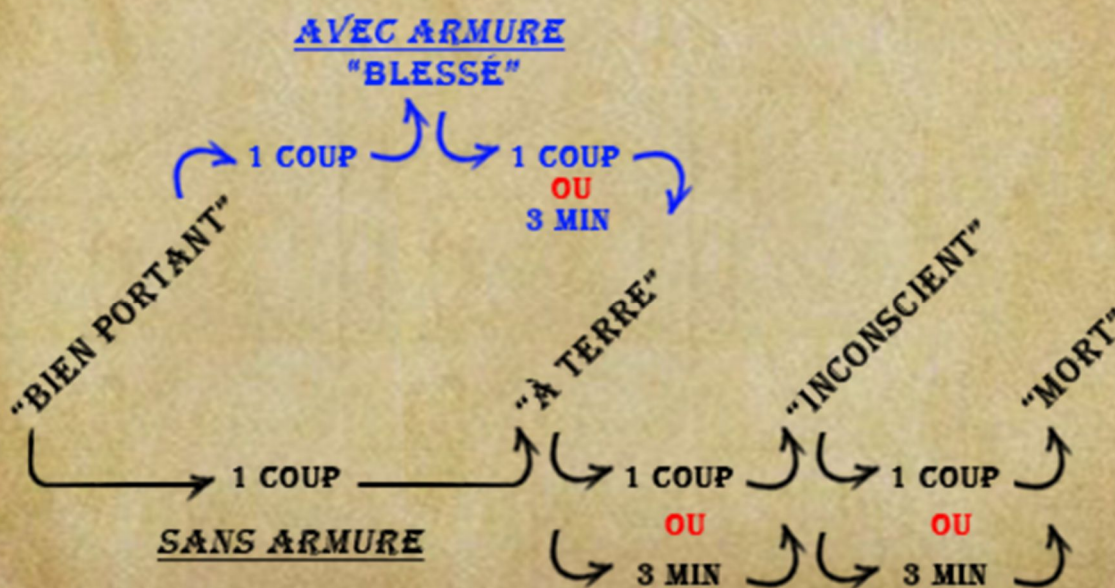 AVEC ARMURE
"BLESSÉ"
1 COUP
1 COUP
OU
3 MIN
"BIEN PORTANT"
"À TERRE"
"INCONSCIENT"
"MORT"
1 COUP
1 COUP
1 COUP
OU
OU
SANS ARMURE
3 MIN
3 MIN